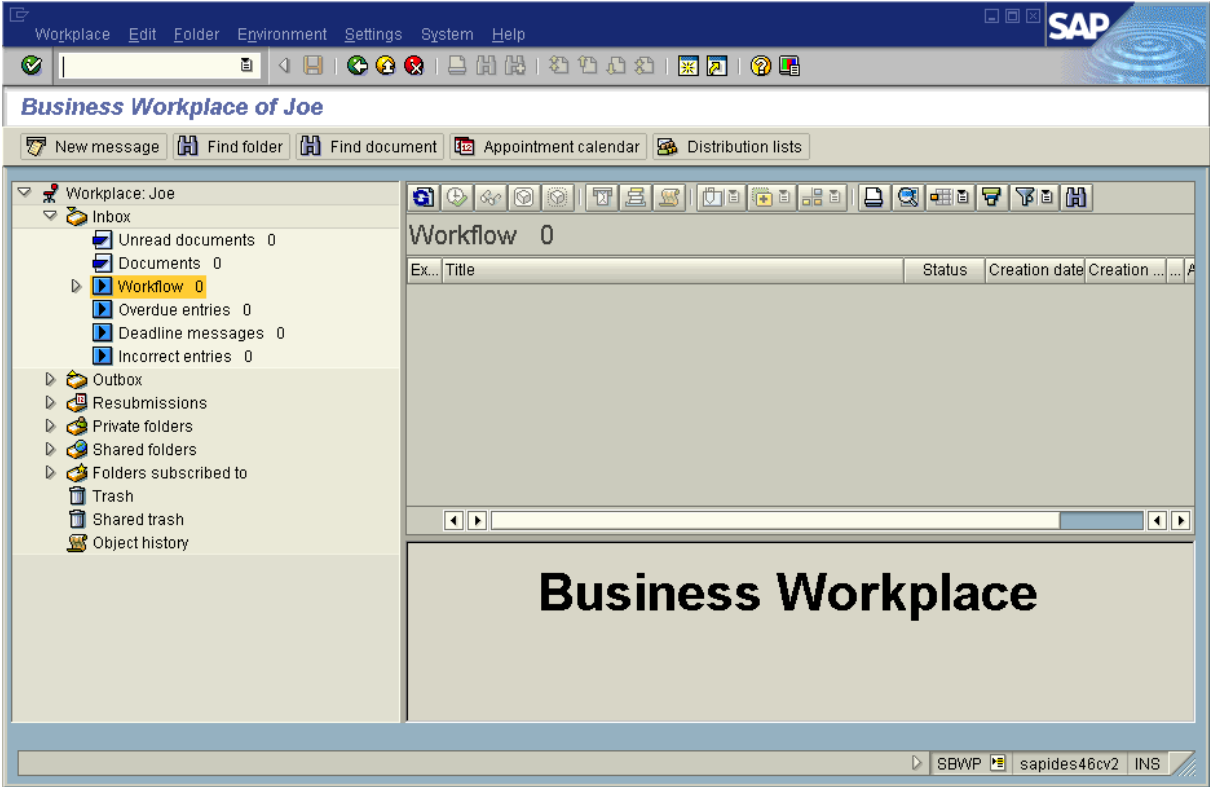 Workplace Edit Folder Environment Settings System Help
SAP
Business Workplace of Joe
New message Find folder Find document Appointment calendar Distribution lists
Workplace: Joe
Inbox
Unread documents 0
Documents 0
Workflow 0
Overdue entries 0
Deadline messages 0
Incorrect entries 0
Outbox
Resubmissions
Private folders
Shared folders
Folders subscribed to
Trash
Shared trash
Object history
Workflow 0
Ex... Title Status Creation date Creation ... ... A
Business Workplace
SBWP sapides46cv2 INS